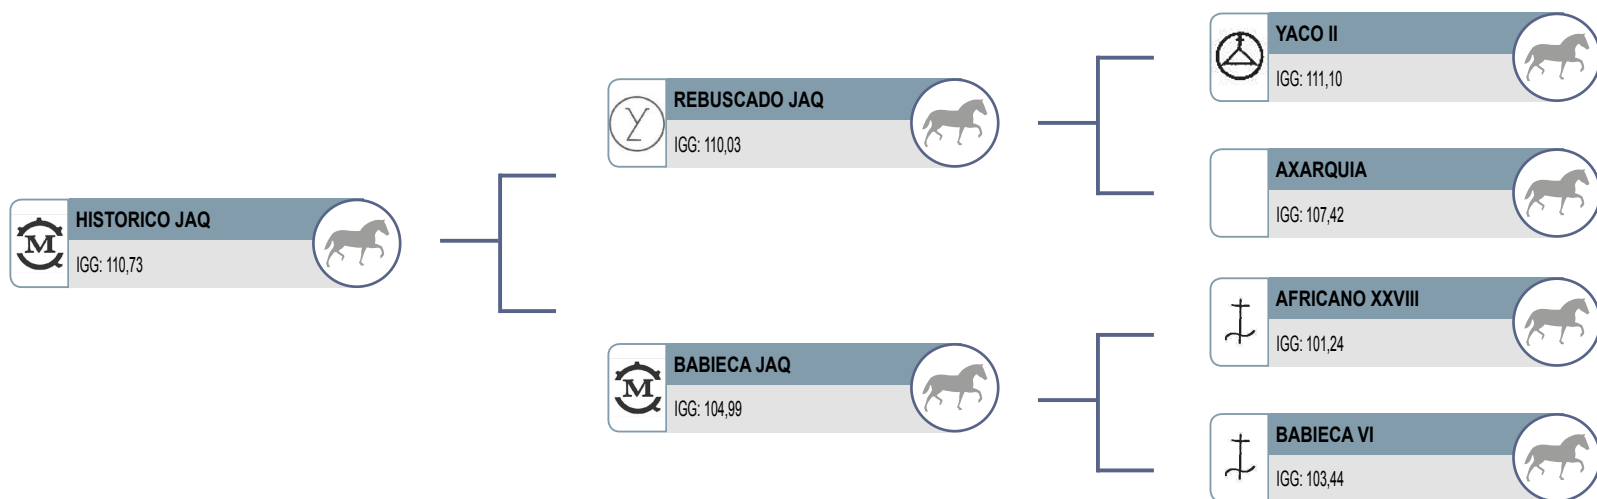 HISTORICO JAQ
IGG: 110,73
M
REBUSCADO JAQ
IGG: 110,03
BABIECA JAQ
IGG: 104,99
M
YACO II
IGG: 111,10
AXARQUIA
IGG: 107,42
AFRICANO XXVIII
IGG: 101,24
BABIECA VI
IGG: 103,44